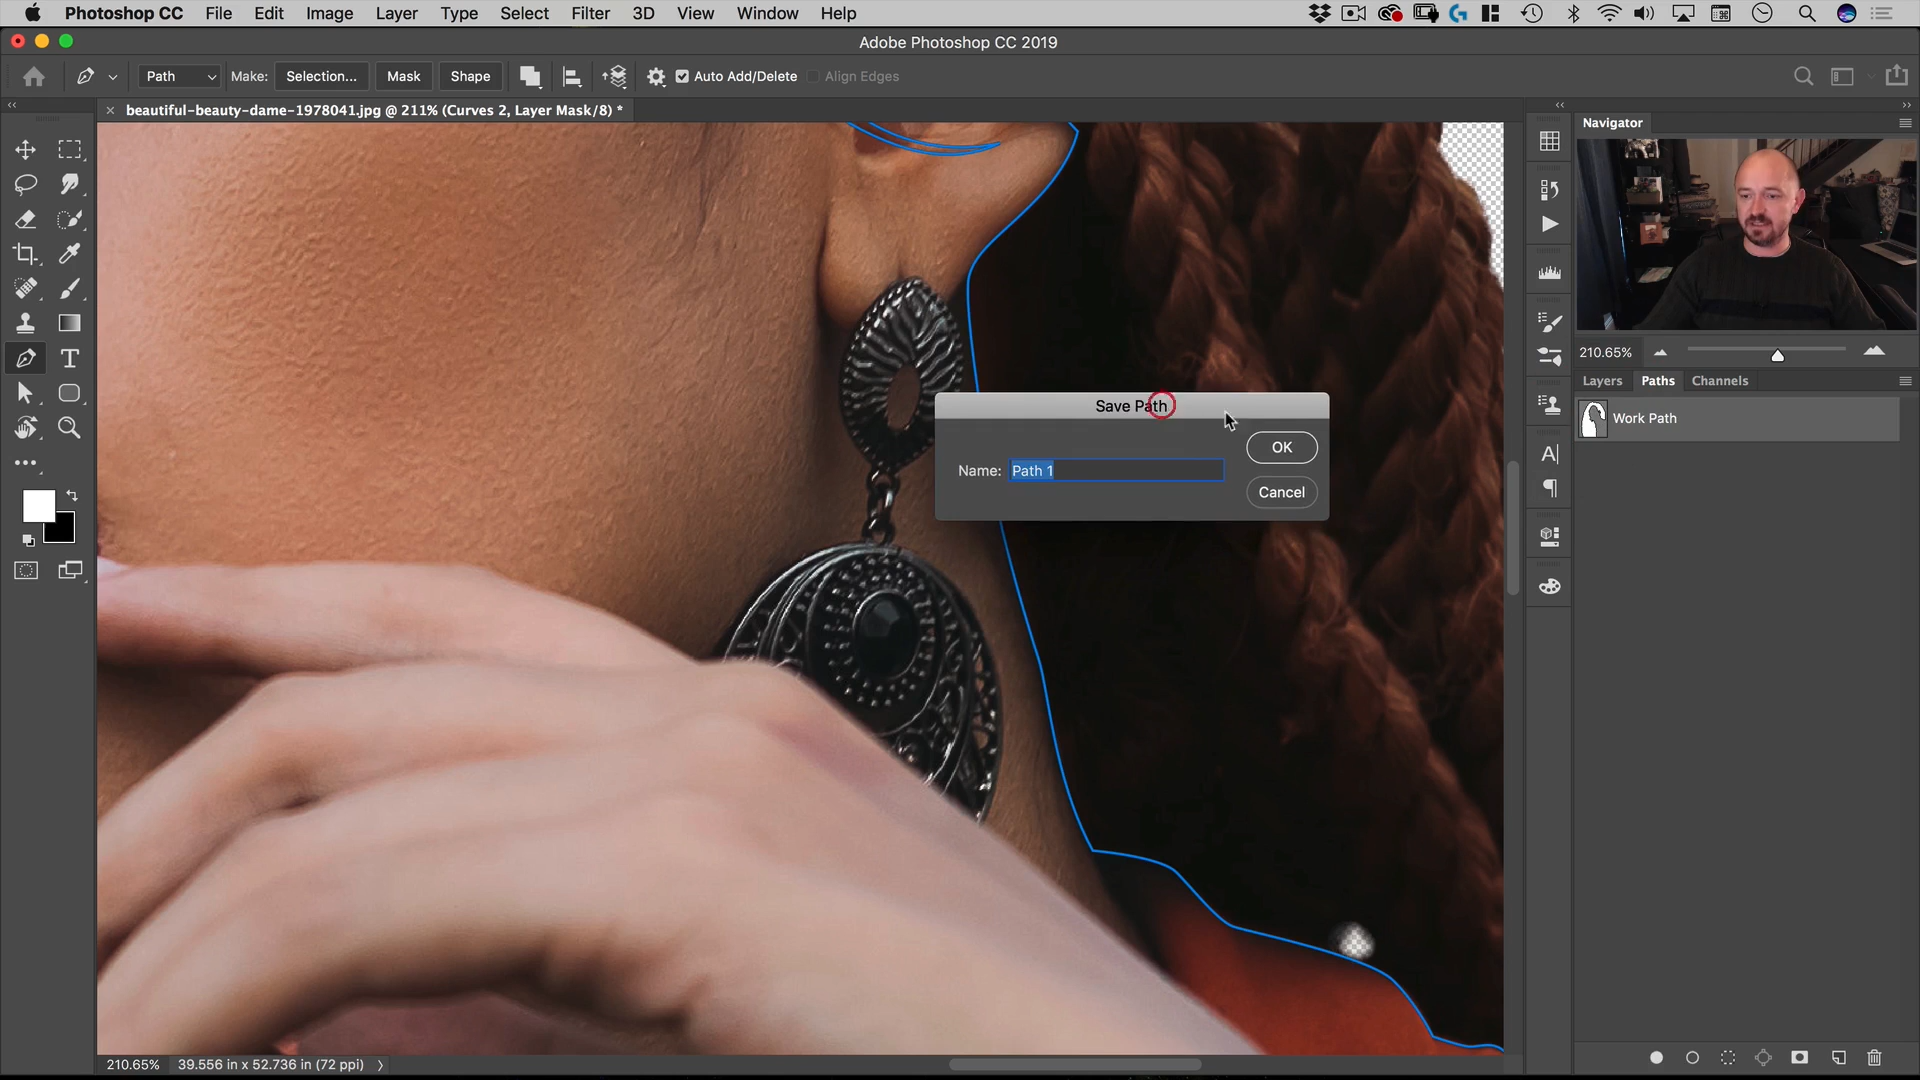 Photoshop CC File Edit Image Layer Type Select Filter 3D View Window Help
Adobe Photoshop CC 2019
Path Make: Selection... Mask Shape Auto Add/Delete Align Edges
beautiful-beauty-dame-1978041.jpg @ 211% (Curves 2, Layer Mask/8) *
Navigator
210.65%
Layers Paths Channels
Work Path
Save Path
Name: Path 1
OK
Cancel
210.65% 39.556 in x 52.736 in (72 ppi)